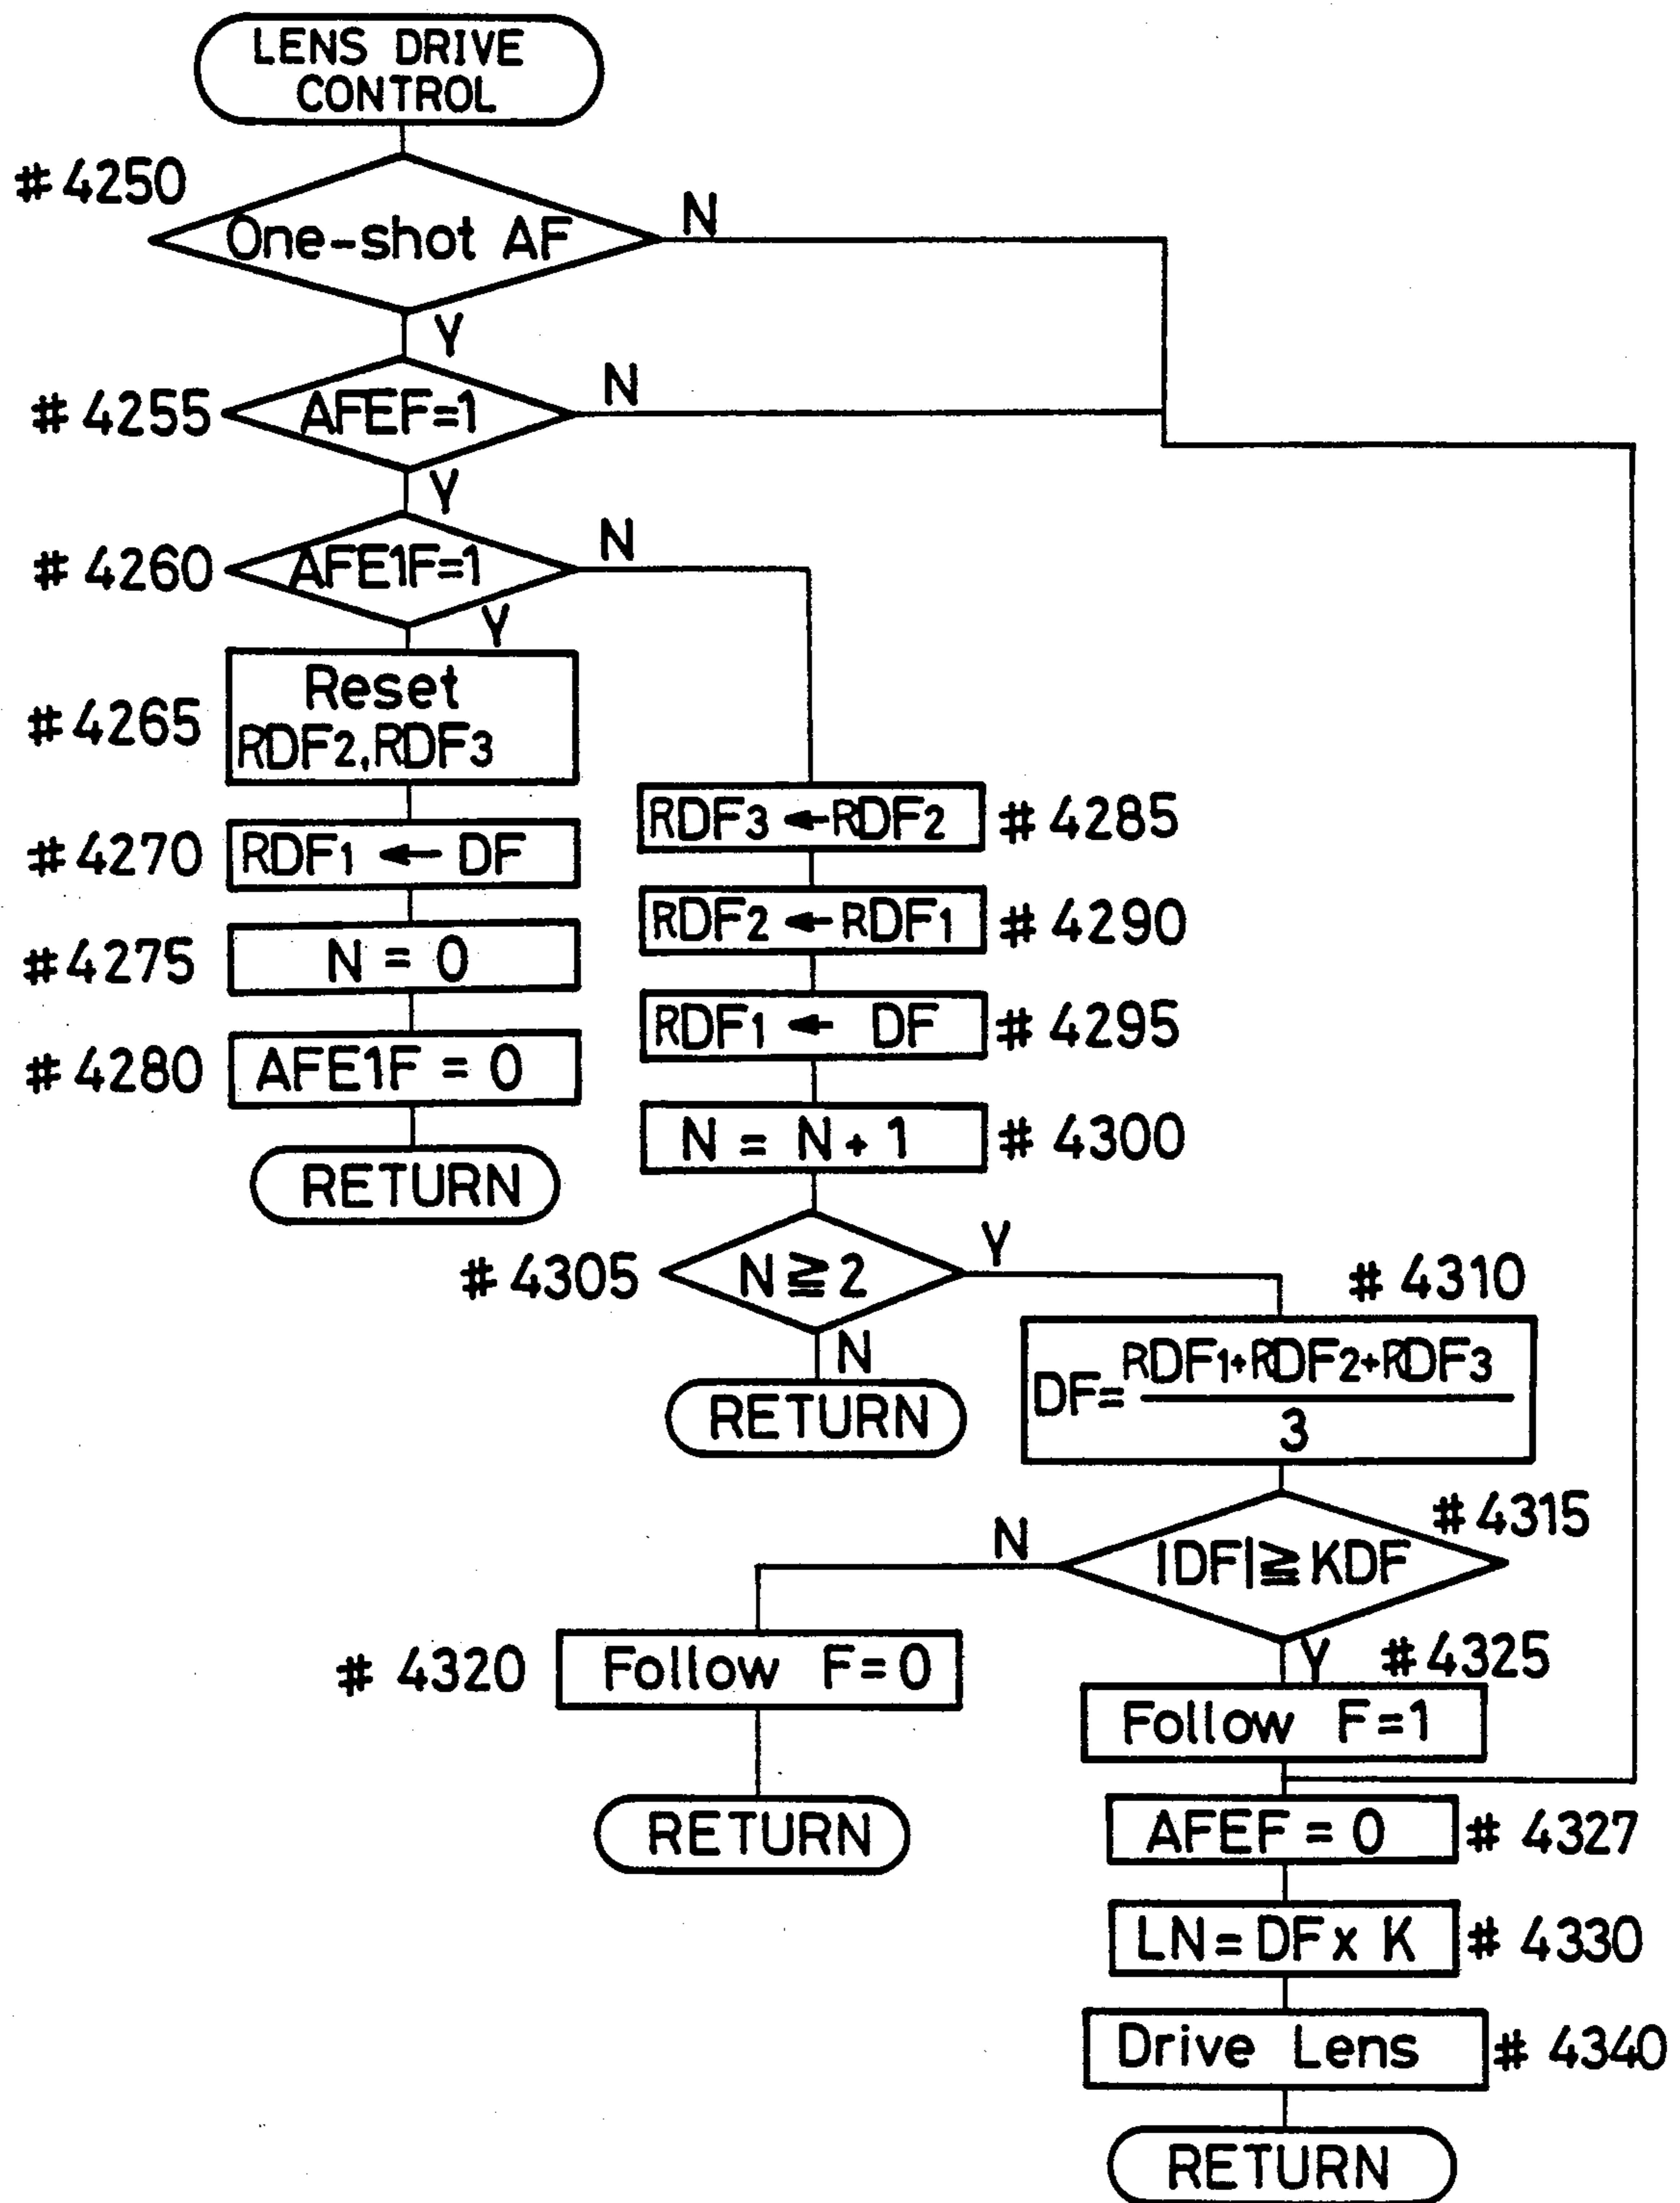 LENS DRIVE
CONTROL
#4250
One-shot AF
N
Y
#4255
AFEF=1
N
Y
#4260
AFE1F=1
N
Y
#4265
Reset
RDF2,RDF3
#4270
RDF1 ← DF
#4275
N = 0
#4280
AFE1F = 0
RETURN
RDF3 ← RDF2
#4285
RDF2 ← RDF1
#4290
RDF1 ← DF
#4295
N = N + 1
#4300
#4305
N ≧ 2
Y
N
RETURN
#4310
DF= RDF1+RDF2+RDF3
3
#4315
|DF|≧KDF
N
Y
#4320
Follow F=0
RETURN
#4325
Follow F=1
AFEF = 0
#4327
LN = DF x K
#4330
Drive Lens
#4340
RETURN